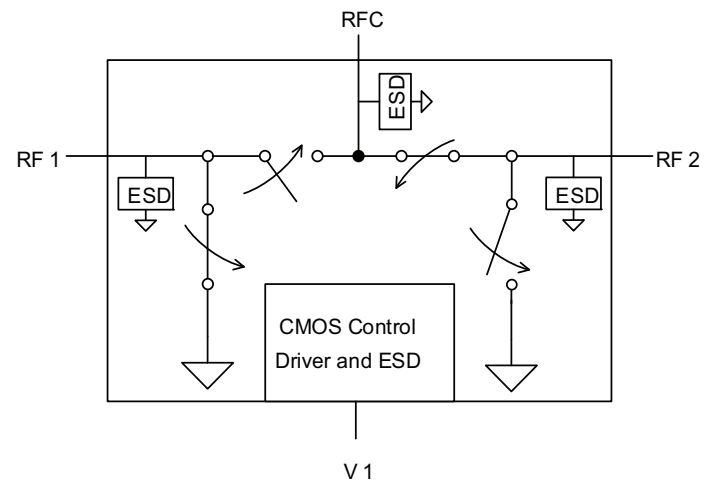 RFC
ESD
RF 1
RF 2
ESD
ESD
CMOS Control
Driver and ESD
V 1